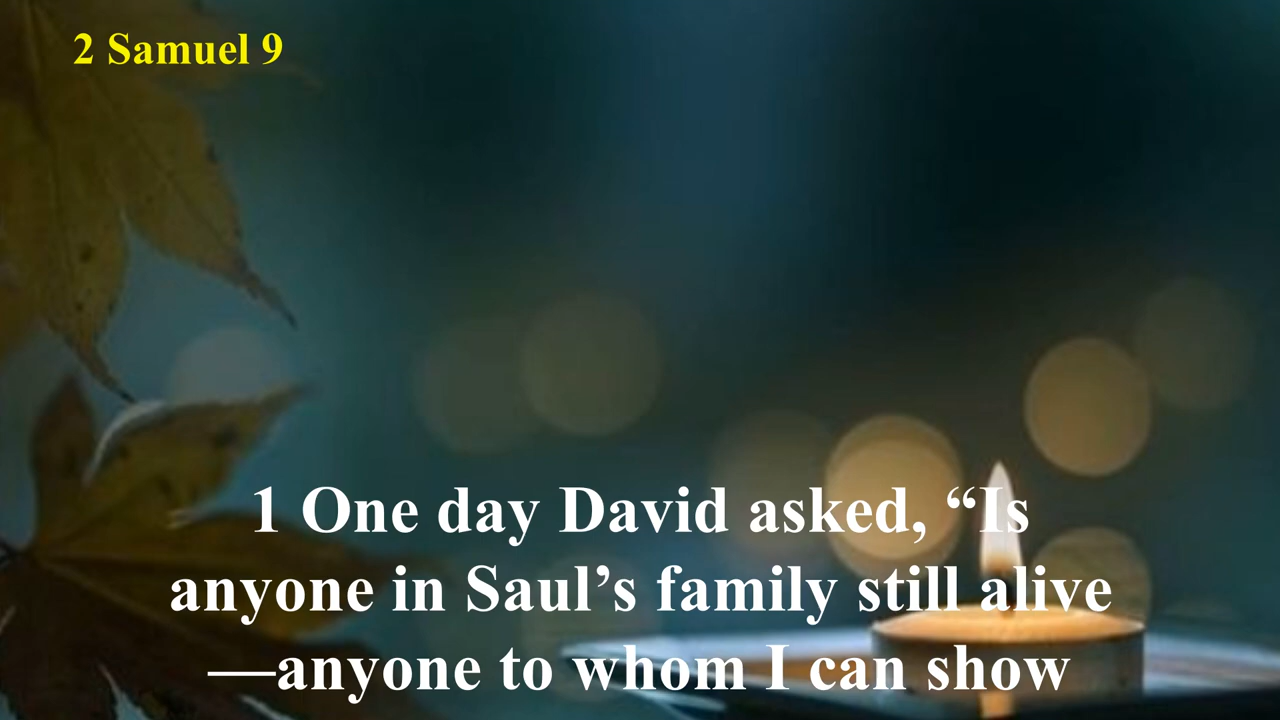 2 Samuel 9
1 One day David asked, “Is
anyone in Saul’s family still alive
—anyone to whom I can show